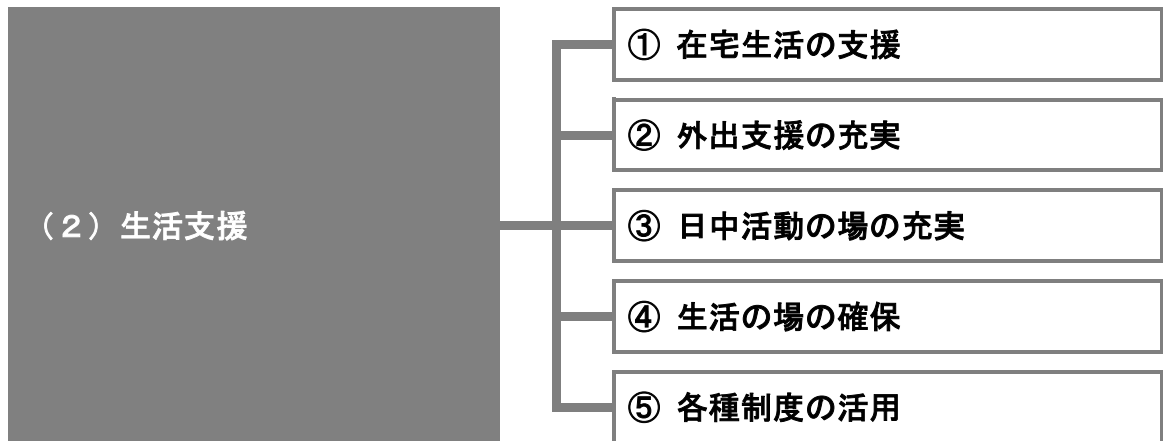 （２）生活支援
① 在宅生活の支援
② 外出支援の充実
③ 日中活動の場の充実
④ 生活の場の確保
⑤ 各種制度の活用